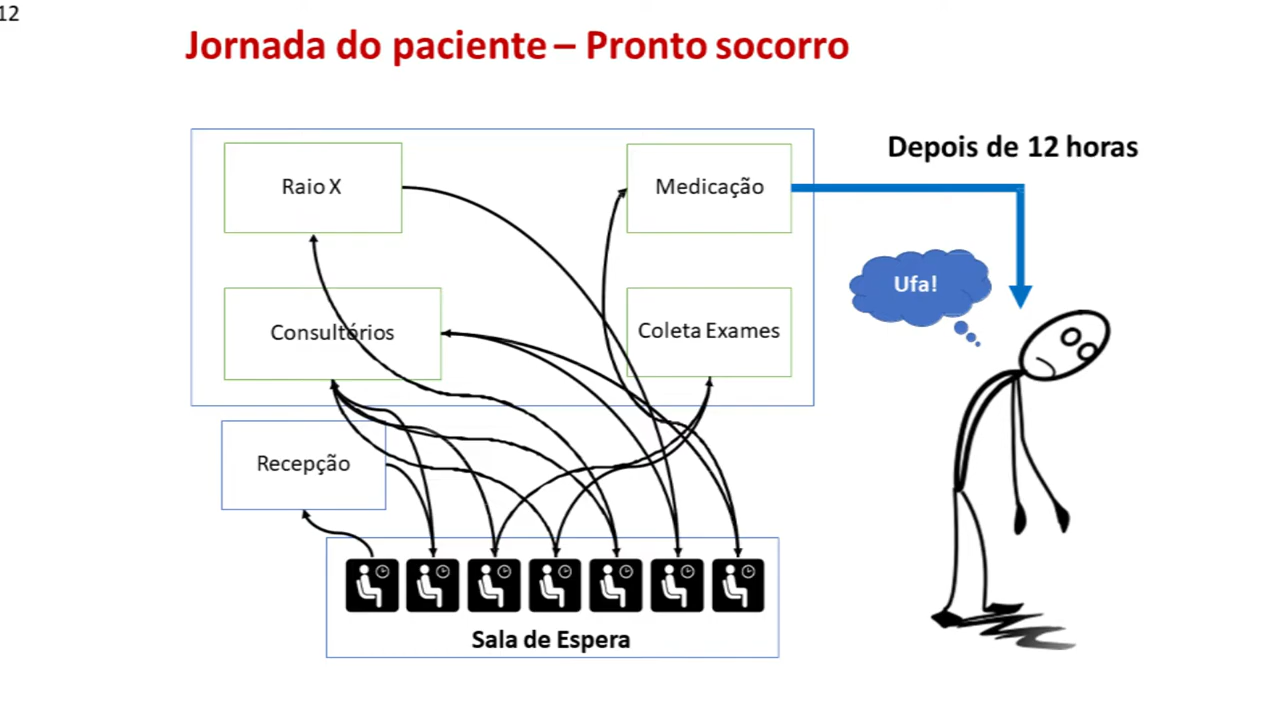 12
Jornada do paciente – Pronto socorro
Depois de 12 horas
Raio X
Medicação
Ufa!
Consultórios
Coleta Exames
Recepção
Sala de Espera